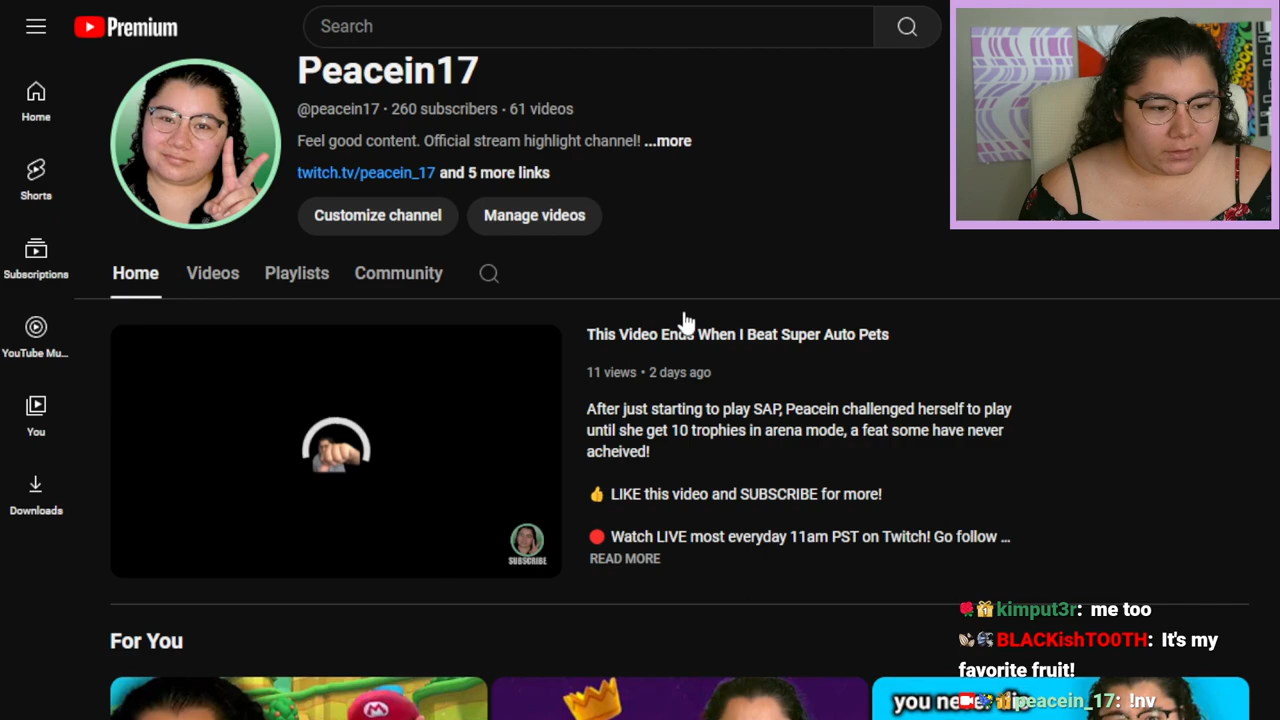 Premium
Search
Peacein17
@peacein17 · 260 subscribers · 61 videos
Feel good content. Official stream highlight channel! ...more
twitch.tv/peacein_17 and 5 more links
Customize channel
Manage videos
Home
Shorts
Subscriptions
YouTube Mu...
You
Downloads
Home
Videos
Playlists
Community
This Video Ends When I Beat Super Auto Pets
11 views • 2 days ago
After just starting to play SAP, Peacein challenged herself to play
until she get 10 trophies in arena mode, a feat some have never
acheived!
👍 LIKE this video and SUBSCRIBE for more!
🔴 Watch LIVE most everyday 11am PST on Twitch! Go follow ...
READ MORE
SUBSCRIBE
For You
you never
kimput3r: me too
BLACKishTO0TH: It's my
favorite fruit!
peacein_17: !nv